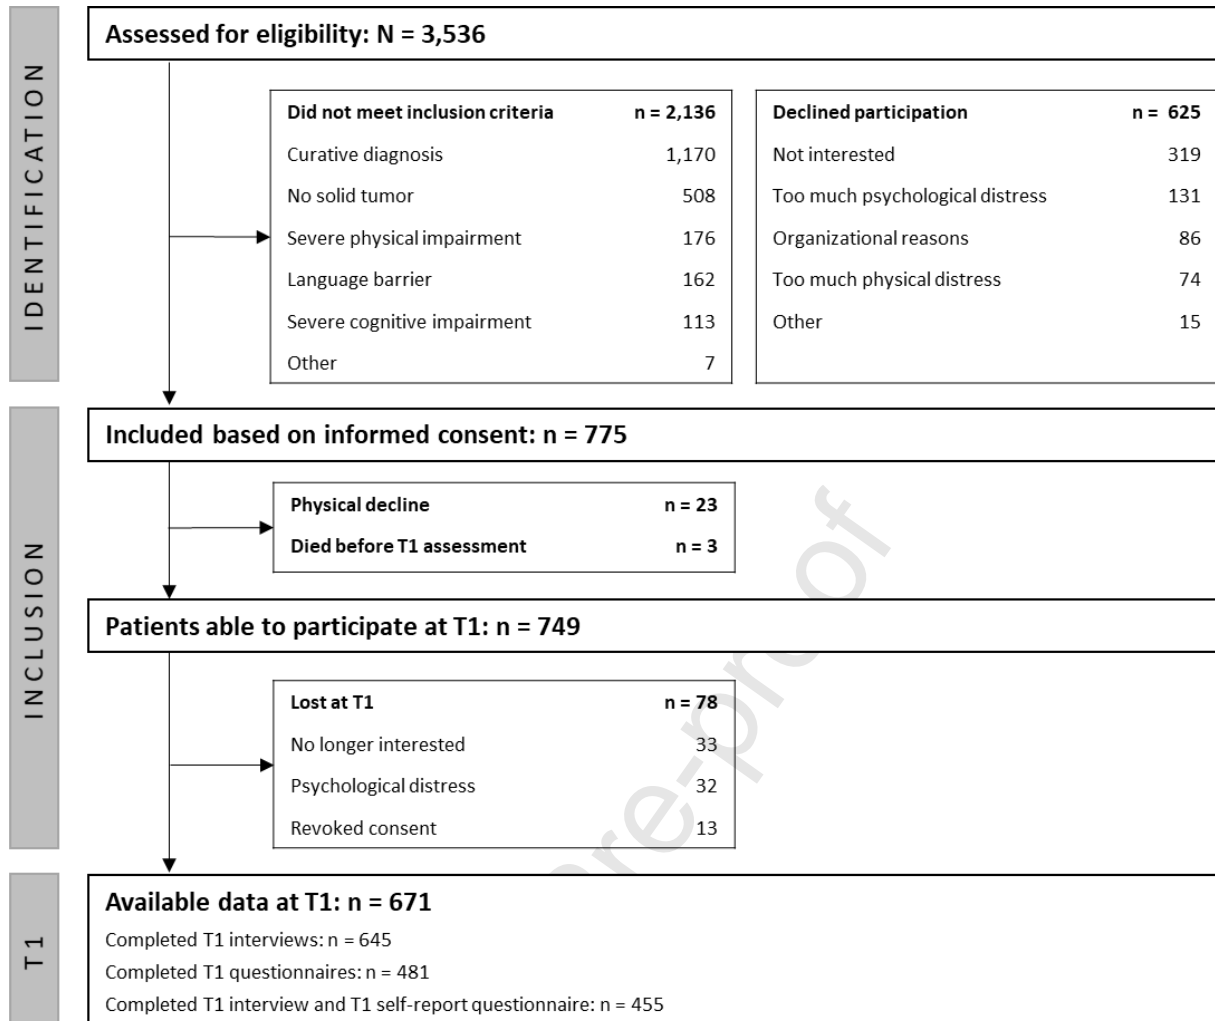 IDENTIFICATION
Assessed for eligibility: N = 3,536
Did not meet inclusion criteria n = 2,136
Curative diagnosis 1,170
No solid tumor 508
Severe physical impairment 176
Language barrier 162
Severe cognitive impairment 113
Other 7
Declined participation n = 625
Not interested 319
Too much psychological distress 131
Organizational reasons 86
Too much physical distress 74
Other 15
INCLUSION
Included based on informed consent: n = 775
Physical decline n = 23
Died before T1 assessment n = 3
Patients able to participate at T1: n = 749
Lost at T1 n = 78
No longer interested 33
Psychological distress 32
Revoked consent 13
T1
Available data at T1: n = 671
Completed T1 interviews: n = 645
Completed T1 questionnaires: n = 481
Completed T1 interview and T1 self-report questionnaire: n = 455
Pre-proof